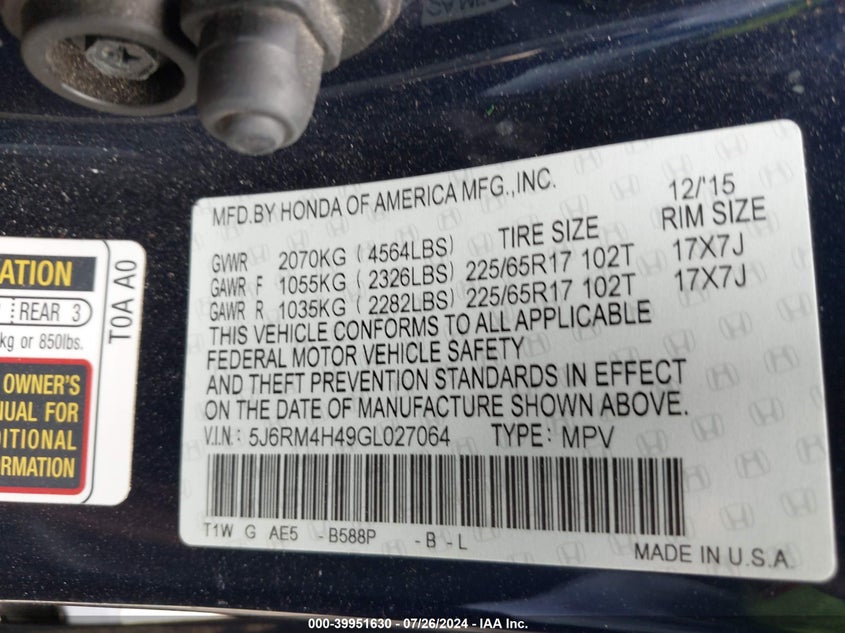 MFD.BY HONDA OF AMERICA MFG.,INC. 12/'15
TIRE SIZE RIM SIZE
GVWR 2070KG (4564LBS)
GAWR F 1055KG (2326LBS) 225/65R17 102T 17X7J
GAWR R 1035KG (2282LBS) 225/65R17 102T 17X7J
THIS VEHICLE CONFORMS TO ALL APPLICABLE
FEDERAL MOTOR VEHICLE SAFETY
AND THEFT PREVENTION STANDARDS IN EFFECT
ON THE DATE OF MANUFACTURE SHOWN ABOVE.
V.I.N: 5J6RM4H49GL027064 TYPE: MPV
T1W G AE5 -B588P -B -L
MADE IN U.S.A.
REAR 3
kg or 850lbs.
OWNER'S
FOR
T0A A0
000-39951630 - 07/26/2024 - IAA Inc.